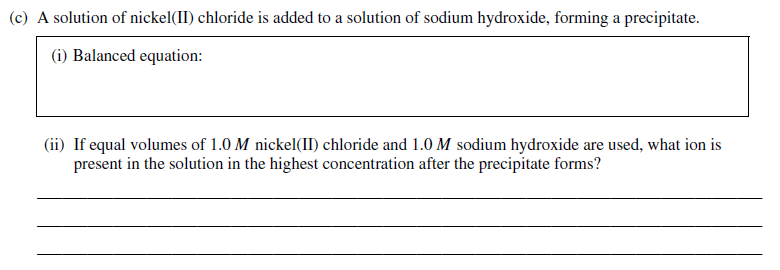 (c) A solution of nickel(II) chloride is added to a solution of sodium hydroxide, forming a precipitate.
(i) Balanced equation:
(ii) If equal volumes of 1.0 M nickel(II) chloride and 1.0 M sodium hydroxide are used, what ion is
present in the solution in the highest concentration after the precipitate forms?